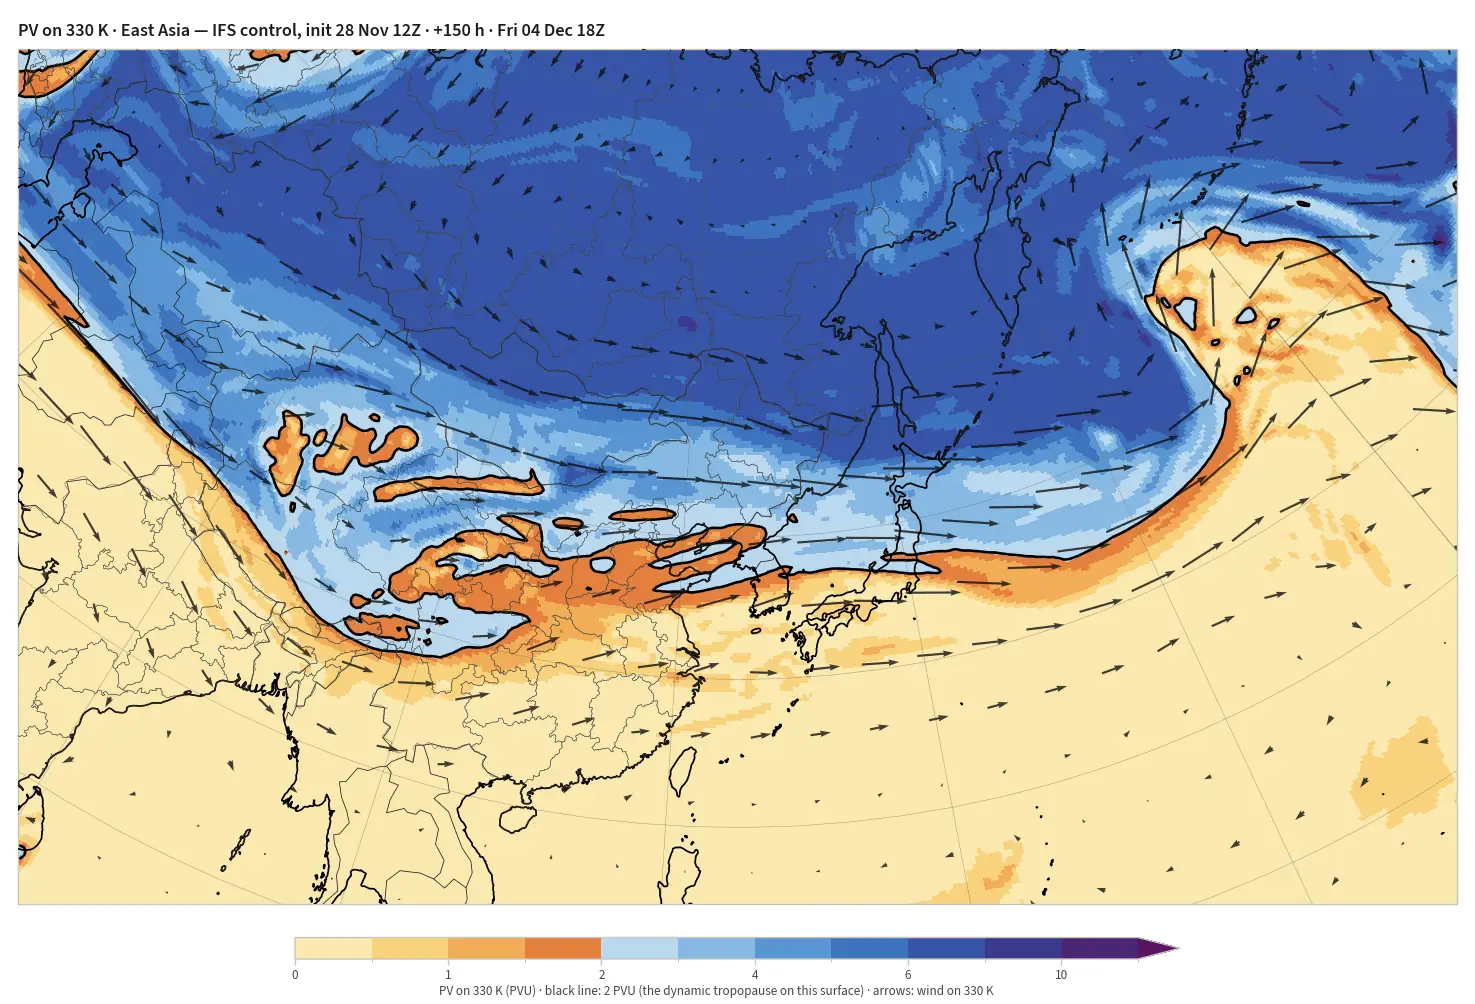 PV on 330 K · East Asia — IFS control, init 28 Nov 12Z · +150 h · Fri 04 Dec 18Z
0 1 2 4 6 10
PV on 330 K (PVU) · black line: 2 PVU (the dynamic tropopause on this surface) · arrows: wind on 330 K